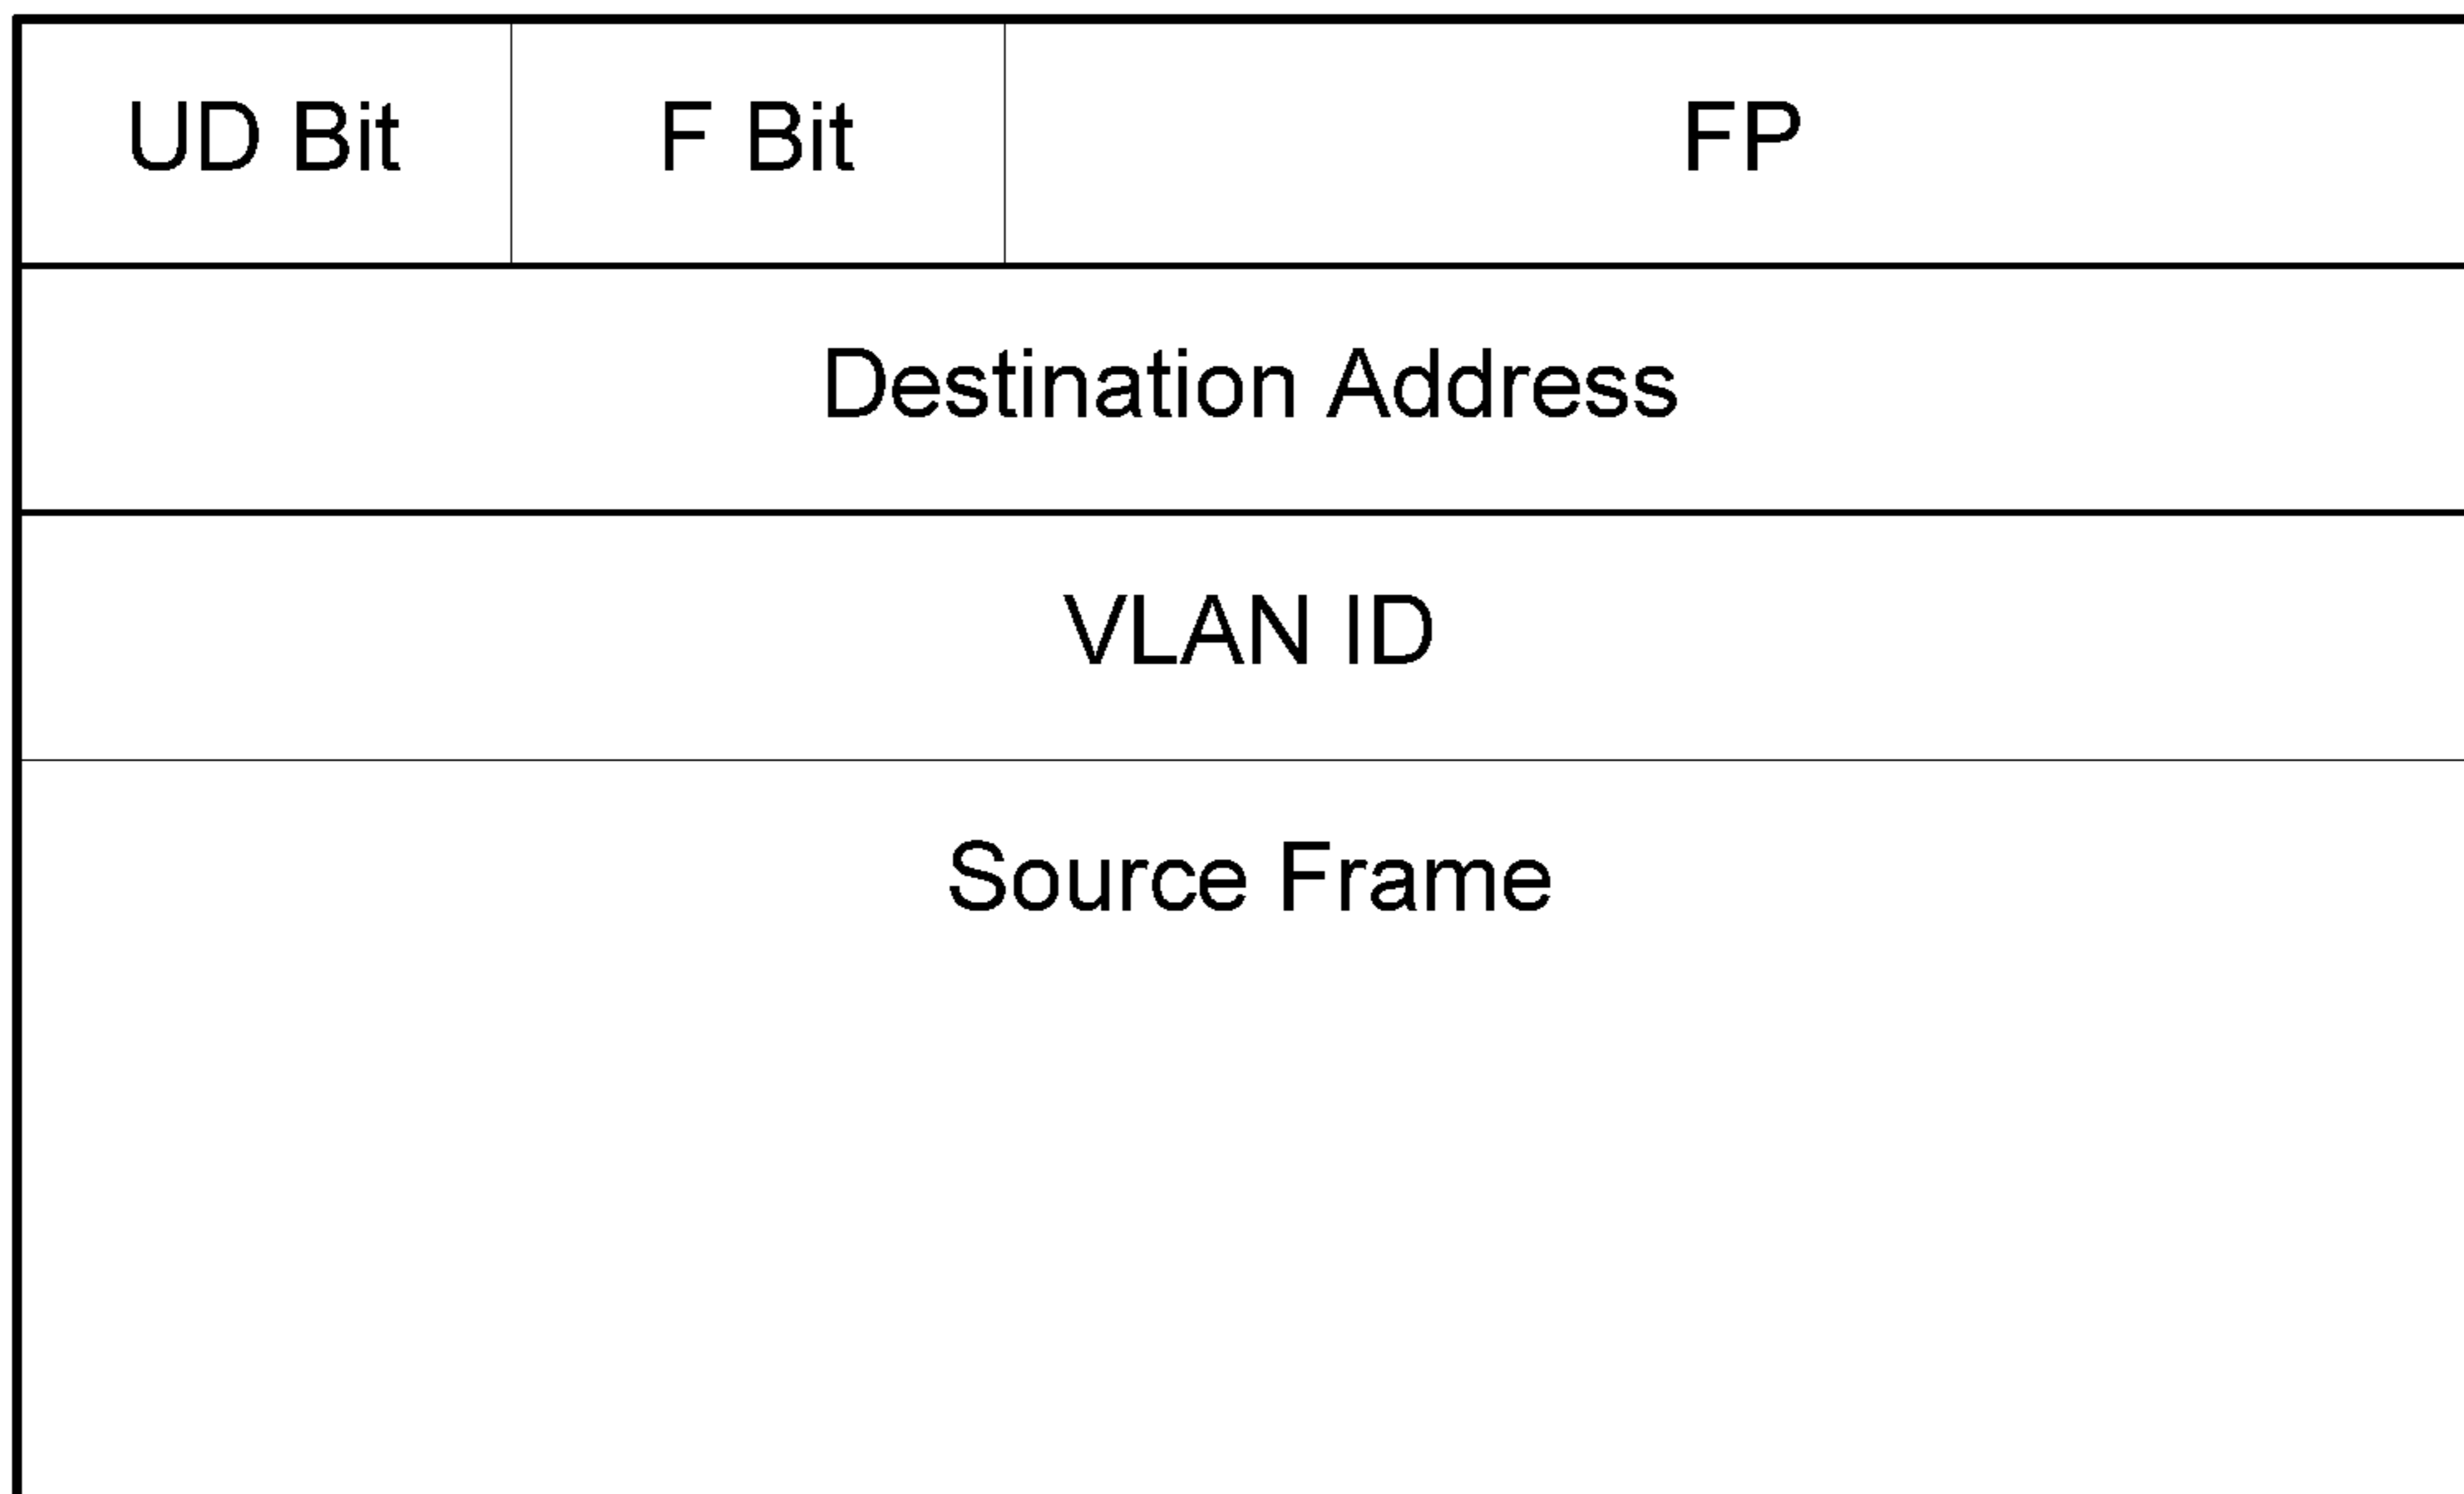 UD Bit F Bit FP
Destination Address
VLAN ID
Source Frame